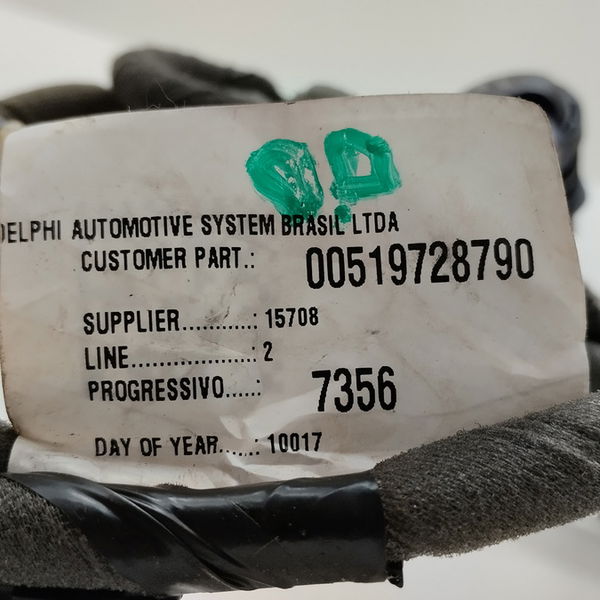 DELPHI AUTOMOTIVE SYSTEM BRASIL LTDA
CUSTOMER PART.: 00519728790
SUPPLIER...........: 15708
LINE....................: 2
PROGRESSIVO.....: 7356
DAY OF YEAR......: 10017